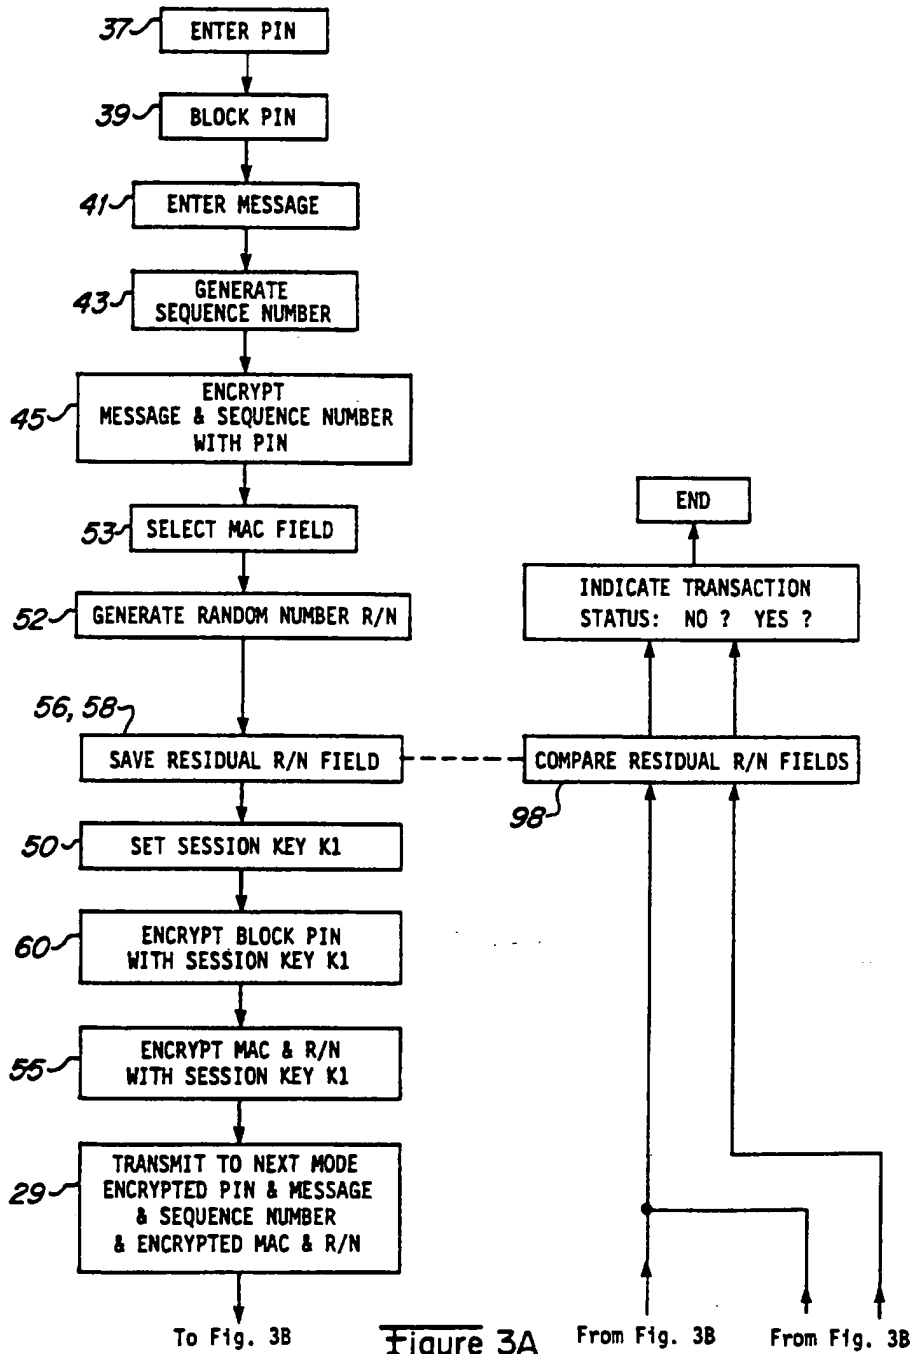 37
ENTER PIN
39
BLOCK PIN
41
ENTER MESSAGE
43
GENERATE
SEQUENCE NUMBER
45
ENCRYPT
MESSAGE & SEQUENCE NUMBER
WITH PIN
53
SELECT MAC FIELD
52
GENERATE RANDOM NUMBER R/N
56, 58
SAVE RESIDUAL R/N FIELD
50
SET SESSION KEY K1
60
ENCRYPT BLOCK PIN
WITH SESSION KEY K1
55
ENCRYPT MAC & R/N
WITH SESSION KEY K1
29
TRANSMIT TO NEXT MODE
ENCRYPTED PIN & MESSAGE
& SEQUENCE NUMBER
& ENCRYPTED MAC & R/N
To Fig. 3B
END
INDICATE TRANSACTION
STATUS: NO ? YES ?
COMPARE RESIDUAL R/N FIELDS
98
From Fig. 3B
From Fig. 3B
Figure 3A